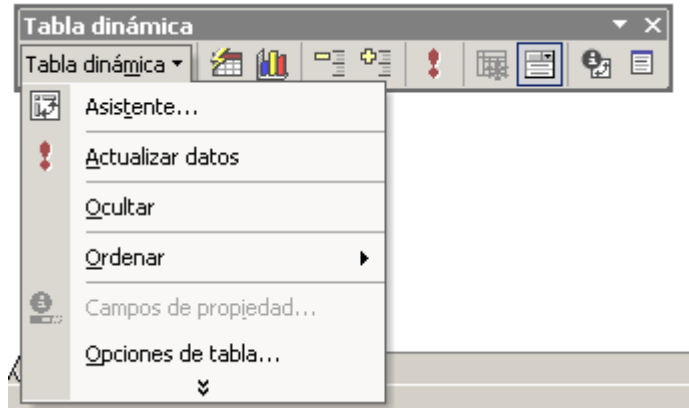 Tabla dinámica
Tabla dinámica
Asistente...
Actualizar datos
Ocultar
Ordenar
Campos de propiedad...
Opciones de tabla...